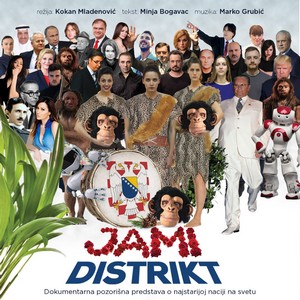 režija: Kokan Mladenović tekst: Minja Bogavac muzika: Marko Grubić
JAMI
DISTRIKT
Dokumentarna pozorišna predstava o najstarijoj naciji na svetu